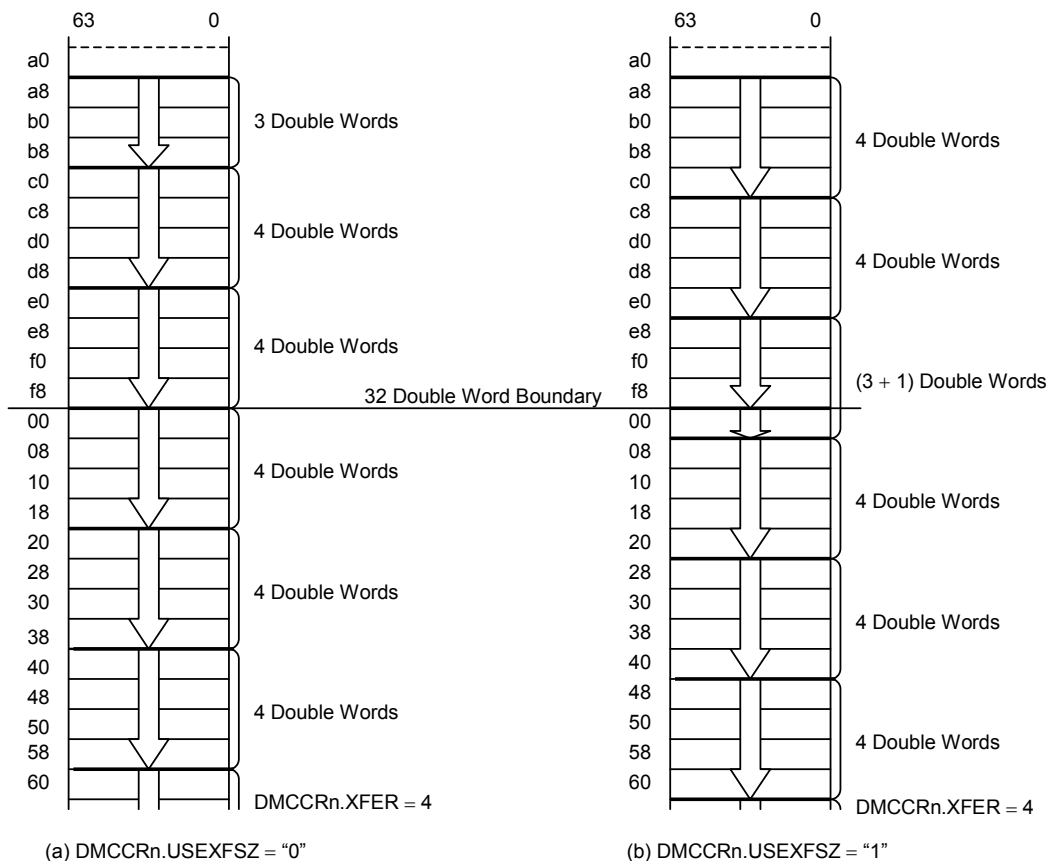 63 0
a0
a8
b0
b8
c0
c8
d0
d8
e0
e8
f0
f8
00
08
10
18
20
28
30
38
40
48
50
58
60
3 Double Words
4 Double Words
4 Double Words
32 Double Word Boundary
4 Double Words
4 Double Words
4 Double Words
DMCCRn.XFER = 4
(a) DMCCRn.USEXFSZ = “0”
63 0
a0
a8
b0
b8
c0
c8
d0
d8
e0
e8
f0
f8
00
08
10
18
20
28
30
38
40
48
50
58
60
4 Double Words
4 Double Words
(3 + 1) Double Words
4 Double Words
4 Double Words
4 Double Words
DMCCRn.XFER = 4
(b) DMCCRn.USEXFSZ = “1”